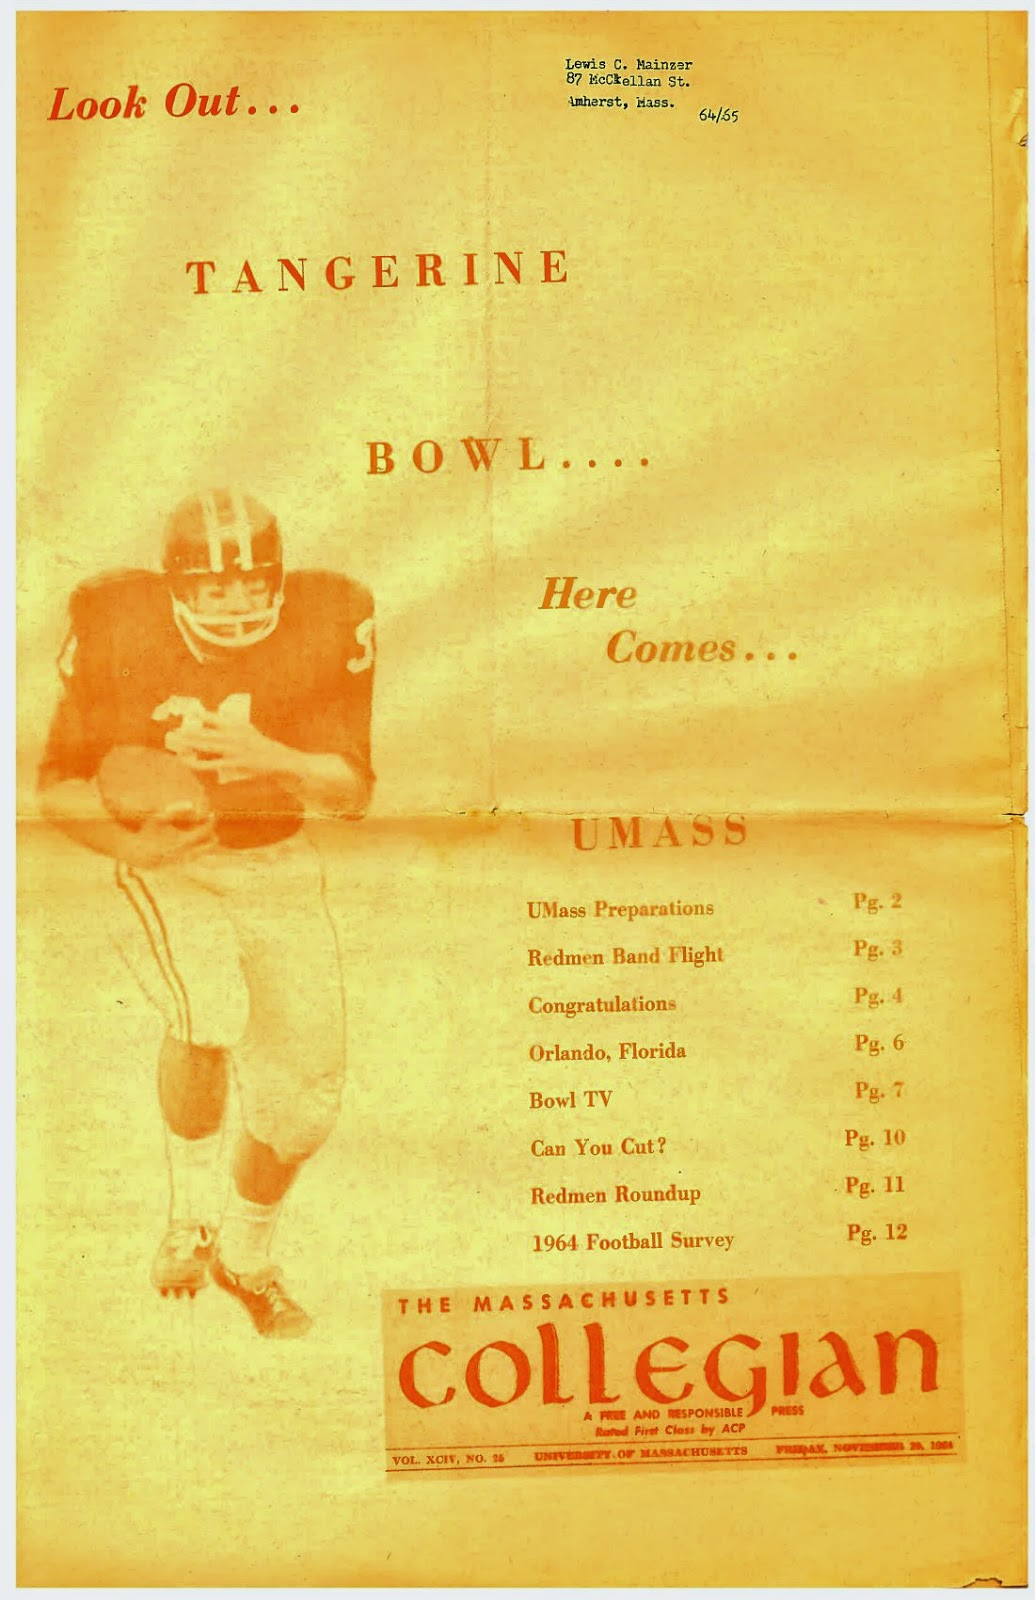 Look Out...
Lewis C. Mainzer
87 McClellan St.
Amherst, Mass.
64/65
TANGERINE
BOWL....
Here
Comes...
UMASS
UMass Preparations Pg. 2
Redmen Band Flight Pg. 3
Congratulations Pg. 4
Orlando, Florida Pg. 6
Bowl TV Pg. 7
Can You Cut? Pg. 10
Redmen Roundup Pg. 11
1964 Football Survey Pg. 12
THE MASSACHUSETTS
COLLEGIAN
A FREE AND RESPONSIBLE PRESS
Rated First Class by ACP
VOL. XCIV, NO. UNIVERSITY OF MASSACHUSETTS FRIDAY, NOVEMBER 20, 1964